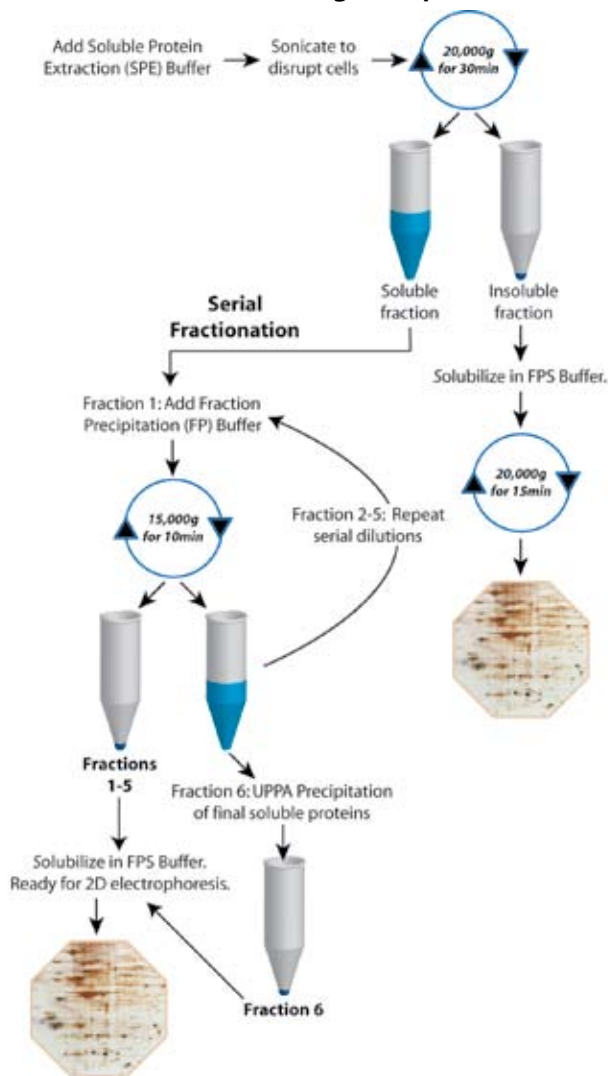 Add Soluble Protein
Extraction (SPE) Buffer
Sonicate to
disrupt cells
20,000g
for 30min
Soluble
fraction
Insoluble
fraction
Serial
Fractionation
Solubilize in FPS Buffer.
Fraction 1: Add Fraction
Precipitation (FP) Buffer
20,000g
for 15min
15,000g
for 10min
Fraction 2-5: Repeat
serial dilutions
Fractions
1-5
Fraction 6: UPPA Precipitation
of final soluble proteins
Solubilize in FPS Buffer.
Ready for 2D electrophoresis.
Fraction 6